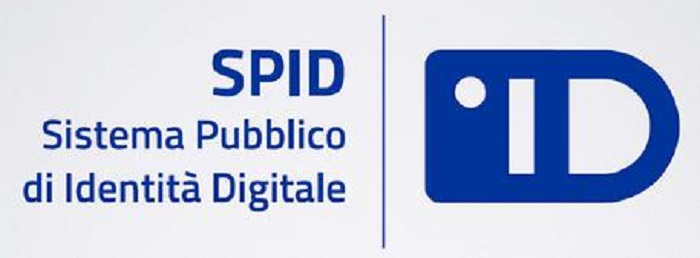 SPID
Sistema Pubblico
di Identità Digitale
iD